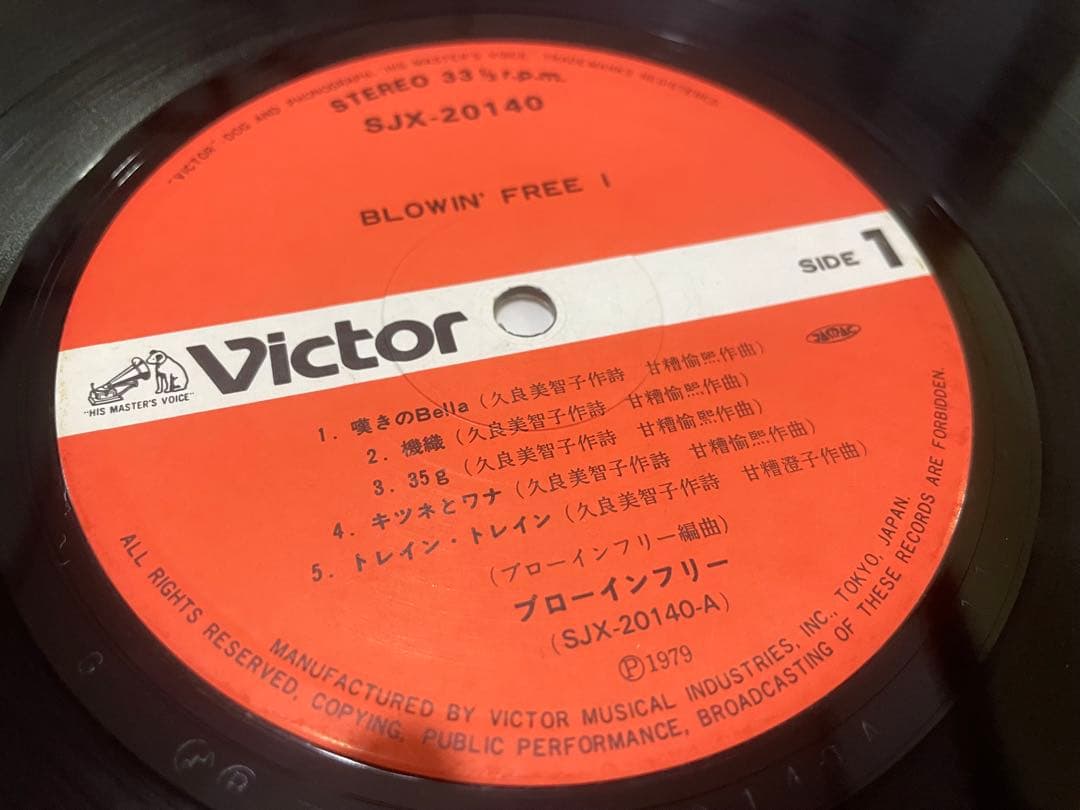 "VICTOR" DOG AND PHONOGRAPH, HIS MASTER'S VOICE, TRADEMARKS REGISTERED.
STEREO 33⅓ r.p.m.
SJX-20140
BLOWIN' FREE I
SIDE 1
Victor
"HIS MASTER'S VOICE"
JASRAC
1. 嘆きのBella (久良美智子作詩 甘糟愉熙作曲)
2. 機織 (久良美智子作詩 甘糟愉熙作曲)
3. 35g (久良美智子作詩 甘糟愉熙作曲)
4. キツネとワナ (久良美智子作詩 甘糟愉熙作曲)
5. トレイン・トレイン (久良美智子作詩 甘糟澄子作曲)
(ブローインフリー編曲)
ブローインフリー
(SJX-20140-A)
Ⓟ1979
MANUFACTURED BY VICTOR MUSICAL INDUSTRIES, INC., TOKYO, JAPAN.
ALL RIGHTS RESERVED, COPYING, PUBLIC PERFORMANCE, BROADCASTING OF THESE RECORDS ARE FORBIDDEN.